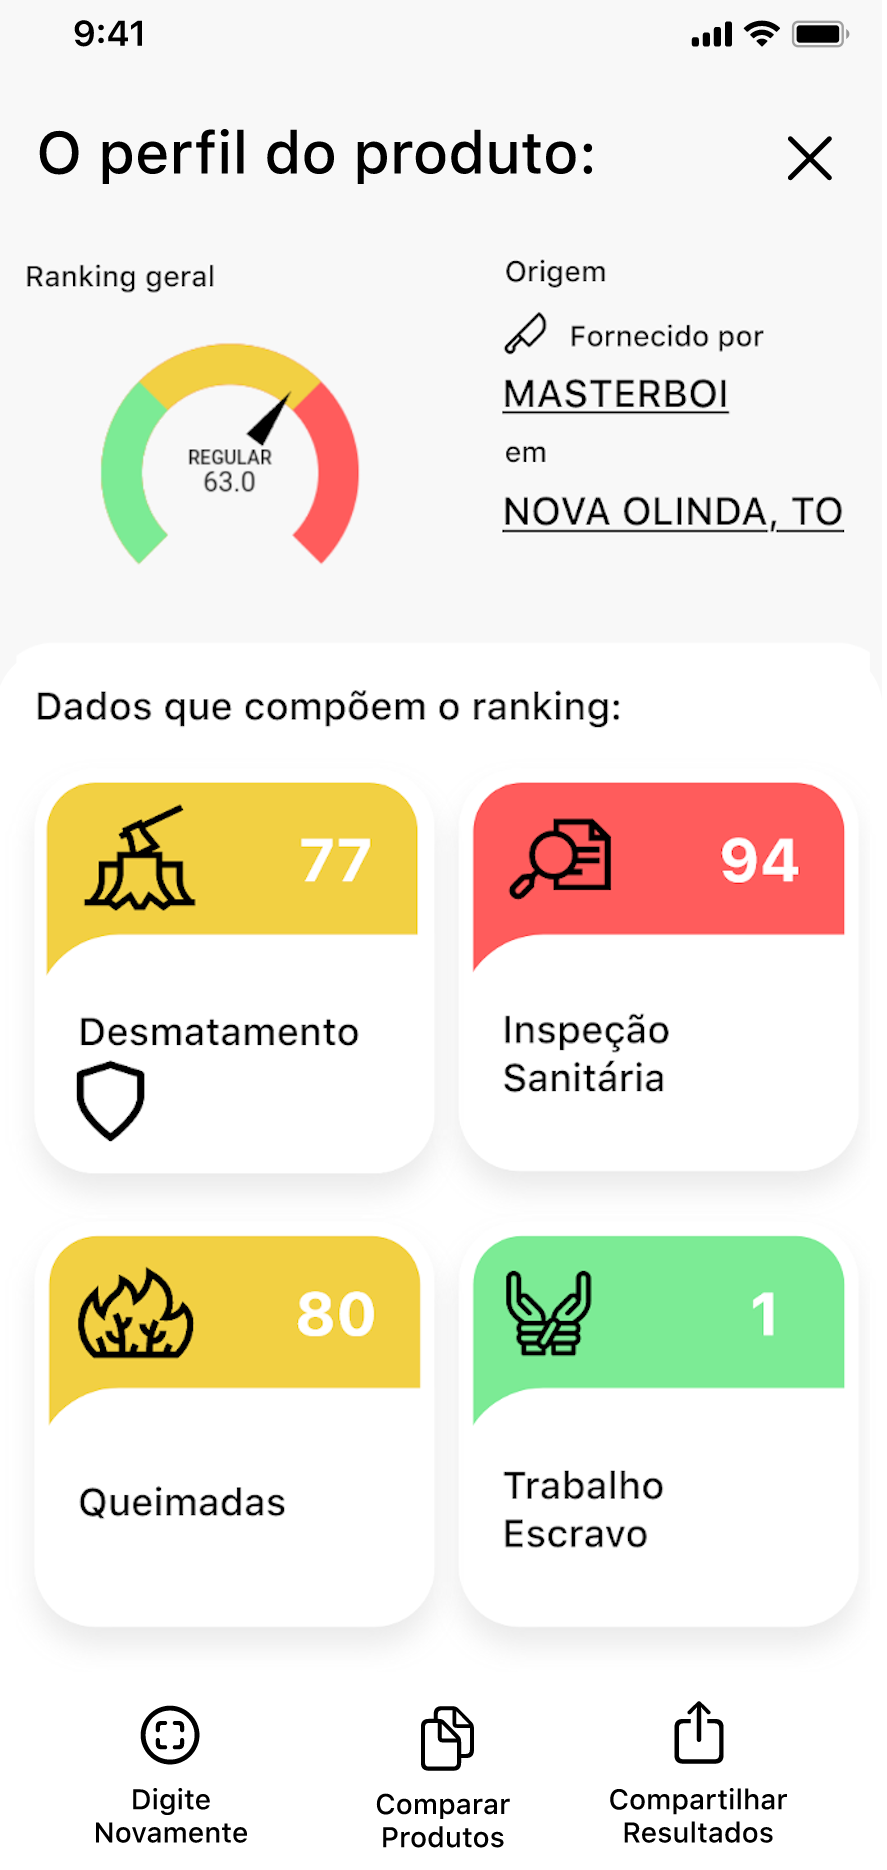 9:41
O perfil do produto:
Ranking geral
REGULAR
63.0
Origem
Fornecido por
MASTERBOI
em
NOVA OLINDA, TO
Dados que compõem o ranking:
77
Desmatamento
94
Inspeção
Sanitária
80
Queimadas
1
Trabalho
Escravo
Digite
Novamente
Comparar
Produtos
Compartilhar
Resultados